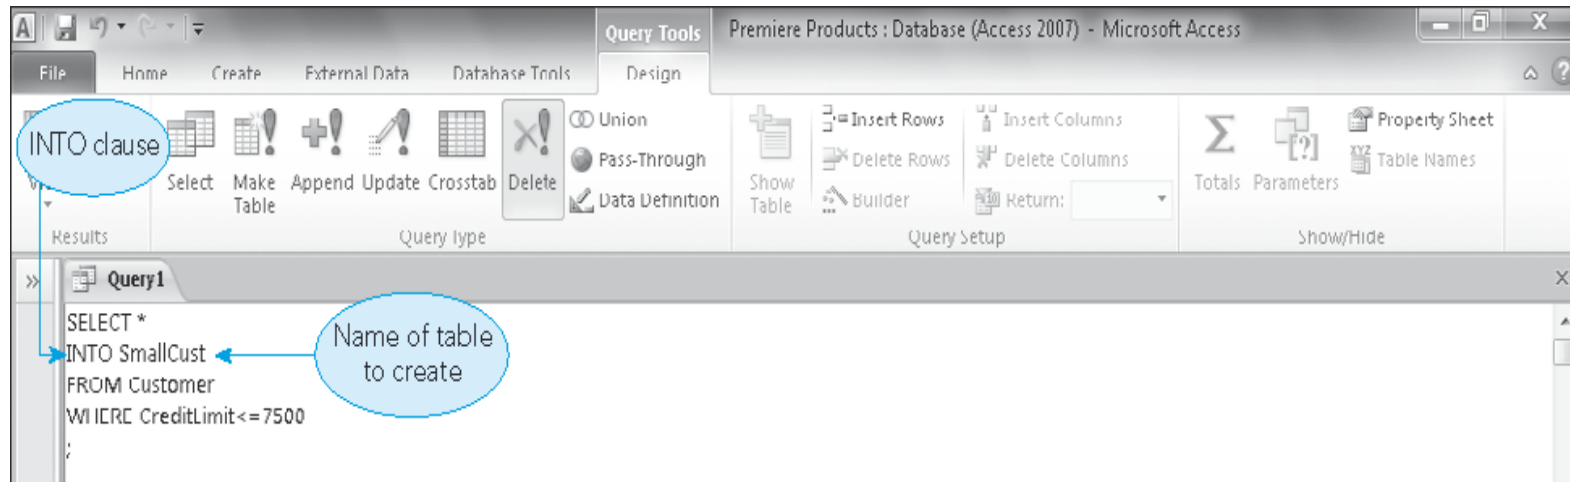 Query Tools
Premiere Products : Database (Access 2007) - Microsoft Access
File
Home
Create
External Data
Database Tools
Design
INTO clause
Select
Make Table
Append
Update
Crosstab
Delete
Union
Pass-Through
Data Definition
Show Table
Insert Rows
Delete Rows
Builder
Insert Columns
Delete Columns
Return:
Totals
Parameters
Property Sheet
Table Names
Results
Query Type
Query Setup
Show/Hide
Query1
SELECT *
INTO SmallCust
FROM Customer
WHERE CreditLimit<=7500
;
Name of table
to create